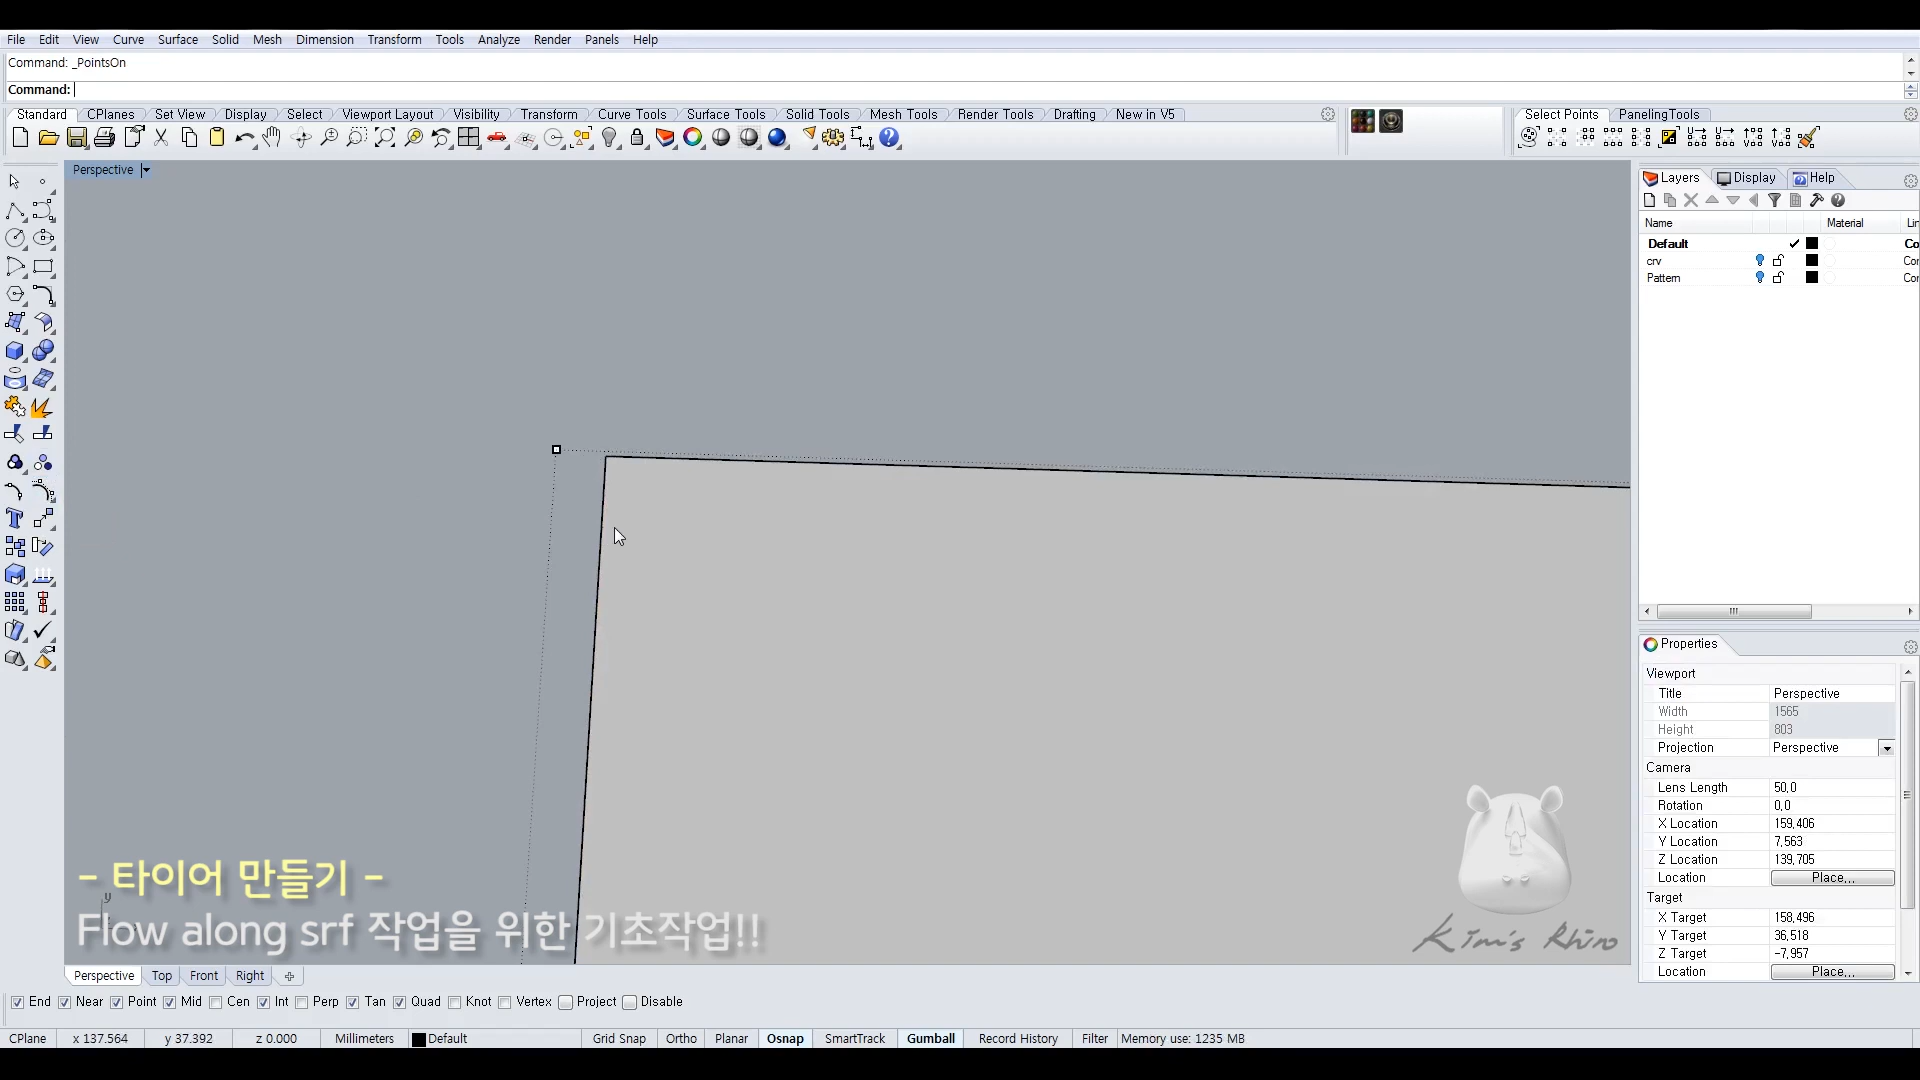 File Edit View Curve Surface Solid Mesh Dimension Transform Tools Analyze Render Panels Help
Command: _PointsOn
Command:
Standard CPlanes Set View Display Select Viewport Layout Visibility Transform Curve Tools Surface Tools Solid Tools Mesh Tools Render Tools Drafting New in V5
Select Points PanelingTools
Perspective
Layers Display Help
Name Material Lin
Default Co
crv Con
Pattern Con
Properties
Viewport
Title Perspective
Width 1565
Height 803
Projection Perspective
Camera
Lens Length 50,0
Rotation 0,0
X Location 159,406
Y Location 7,563
Z Location 139,705
Location Place...
Target
X Target 158,496
Y Target 36,518
Z Target -7,957
Location Place...
y
- 타이어 만들기 -
Flow along srf 작업을 위한 기초작업!!
Kim's Rhino
Perspective Top Front Right
End Near Point Mid Cen Int Perp Tan Quad Knot Vertex Project Disable
CPlane x 137.564 y 37.392 z 0.000 Millimeters Default Grid Snap Ortho Planar Osnap SmartTrack Gumball Record History Filter Memory use: 1235 MB